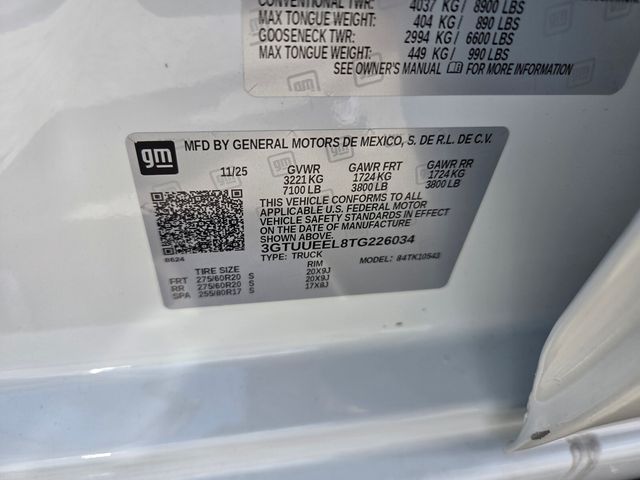 CONVENTIONAL TWR: 4037 KG/ 8900 LBS
MAX TONGUE WEIGHT: 404 KG/ 890 LBS
GOOSENECK TWR: 2994 KG/ 6600 LBS
MAX TONGUE WEIGHT: 449 KG/ 990 LBS
SEE OWNER'S MANUAL FOR MORE INFORMATION
gm MFD BY GENERAL MOTORS DE MEXICO, S. DE R.L. DE C.V.
11/25 GVWR GAWR FRT GAWR RR
3221 KG 1724 KG 1724 KG
7100 LB 3800 LB 3800 LB
THIS VEHICLE CONFORMS TO ALL
APPLICABLE U.S. FEDERAL MOTOR
VEHICLE SAFETY STANDARDS IN EFFECT
ON THE DATE OF MANUFACTURE
SHOWN ABOVE.
3GTUUEEL8TG226034
8624 TYPE: TRUCK MODEL: 84TK10543
TIRE SIZE RIM
FRT 275/60R20 S 20X9J
RR 275/60R20 S 20X9J
SPA 255/80R17 S 17X8J